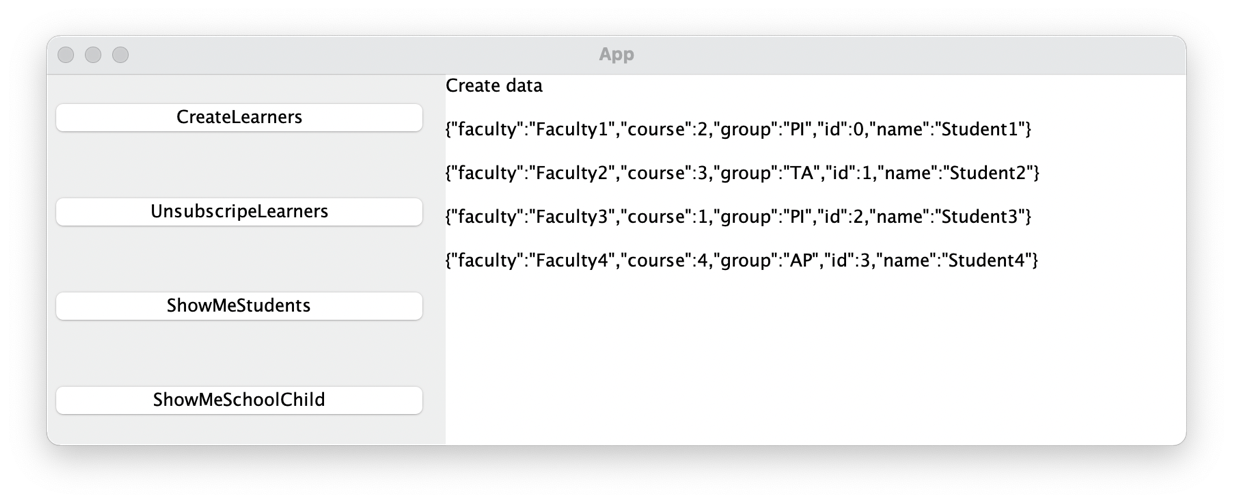 App
CreateLearners
UnsubscripeLearners
ShowMeStudents
ShowMeSchoolChild
Create data
{"faculty":"Faculty1","course":2,"group":"PI","id":0,"name":"Student1"}
{"faculty":"Faculty2","course":3,"group":"TA","id":1,"name":"Student2"}
{"faculty":"Faculty3","course":1,"group":"PI","id":2,"name":"Student3"}
{"faculty":"Faculty4","course":4,"group":"AP","id":3,"name":"Student4"}